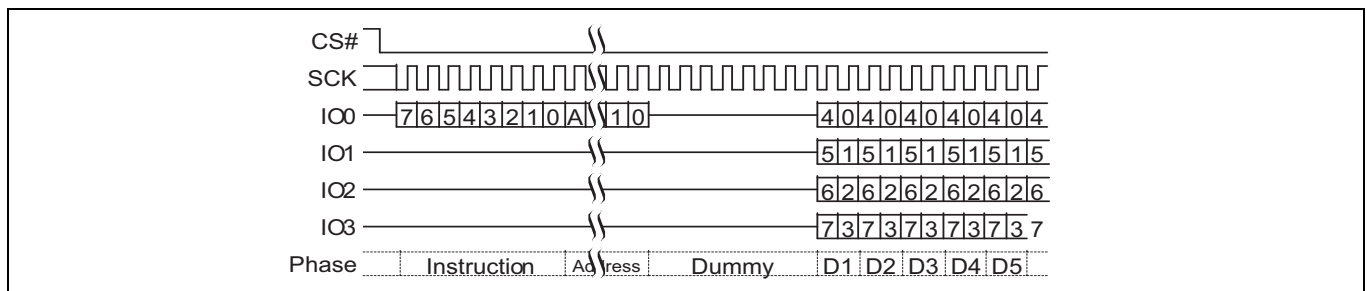 CS#
SCK
IO0 7 6 5 4 3 2 1 0 A 1 0 4 0 4 0 4 0 4 0 4 0 4
IO1 5 1 5 1 5 1 5 1 5 1 5
IO2 6 2 6 2 6 2 6 2 6 2 6
IO3 7 3 7 3 7 3 7 3 7 3 7
Phase Instruction Address Dummy D1 D2 D3 D4 D5